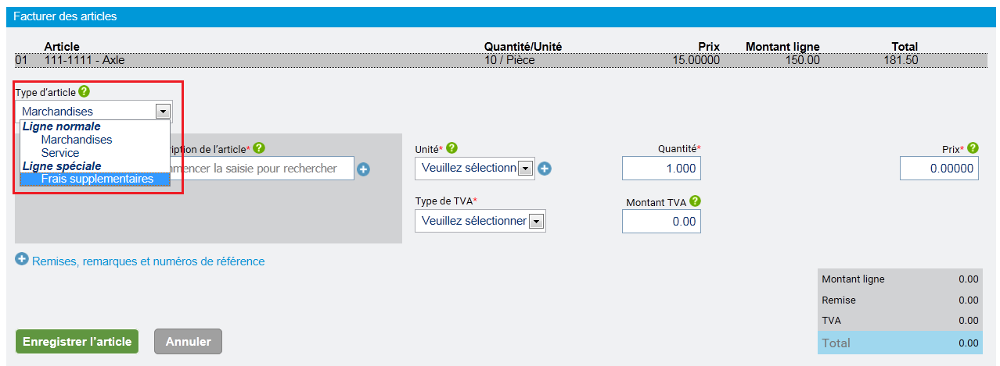 Facturer des articles
Article Quantité/Unité Prix Montant ligne Total
01 111-1111 - Axle 10 / Pièce 15.00000 150.00 181.50
Type d'article ?
Marchandises
Ligne normale
Marchandises
Service
Ligne spéciale
Frais supplementaires
ription de l'article* ?
mencer la saisie pour rechercher
Unité* ?
Veuillez sélectionn
Quantité*
1.000
Prix* ?
0.00000
Type de TVA*
Veuillez sélectionner
Montant TVA ?
0.00
Remises, remarques et numéros de référence
Montant ligne 0.00
Remise 0.00
TVA 0.00
Total 0.00
Enregistrer l'article Annuler